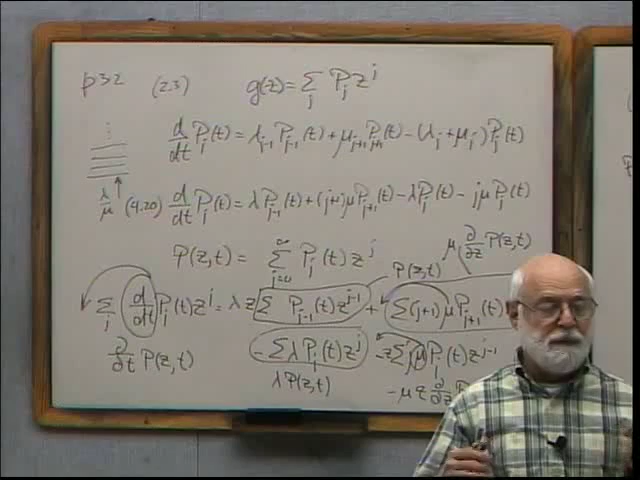 p32 (2.3) g(z) = Σ_j P_j z^j
d/dt P_j(t) = λ_{j-1} P_{j-1}(t) + μ_{j+1} P_{j+1}(t) - (λ_j + μ_j) P_j(t)
λ/μ (4.20) d/dt P_j(t) = λ P_{j-1}(t) + (j+1) μ P_{j+1}(t) - λ P_j(t) - j μ P_j(t)
P(z,t) = Σ_{j=0}^∞ P_j(t) z^j
P(z,t)
μ ∂/∂z P(z,t)
Σ_j d/dt P_j(t) z^j = λ z Σ P_{j-1}(t) z^{j-1} + Σ (j+1) μ P_{j+1}(t)
∂/∂t P(z,t)
- Σ λ P_j(t) z^j - z Σ j μ P_j(t) z^{j-1}
λ P(z,t) - μ z ∂/∂z P